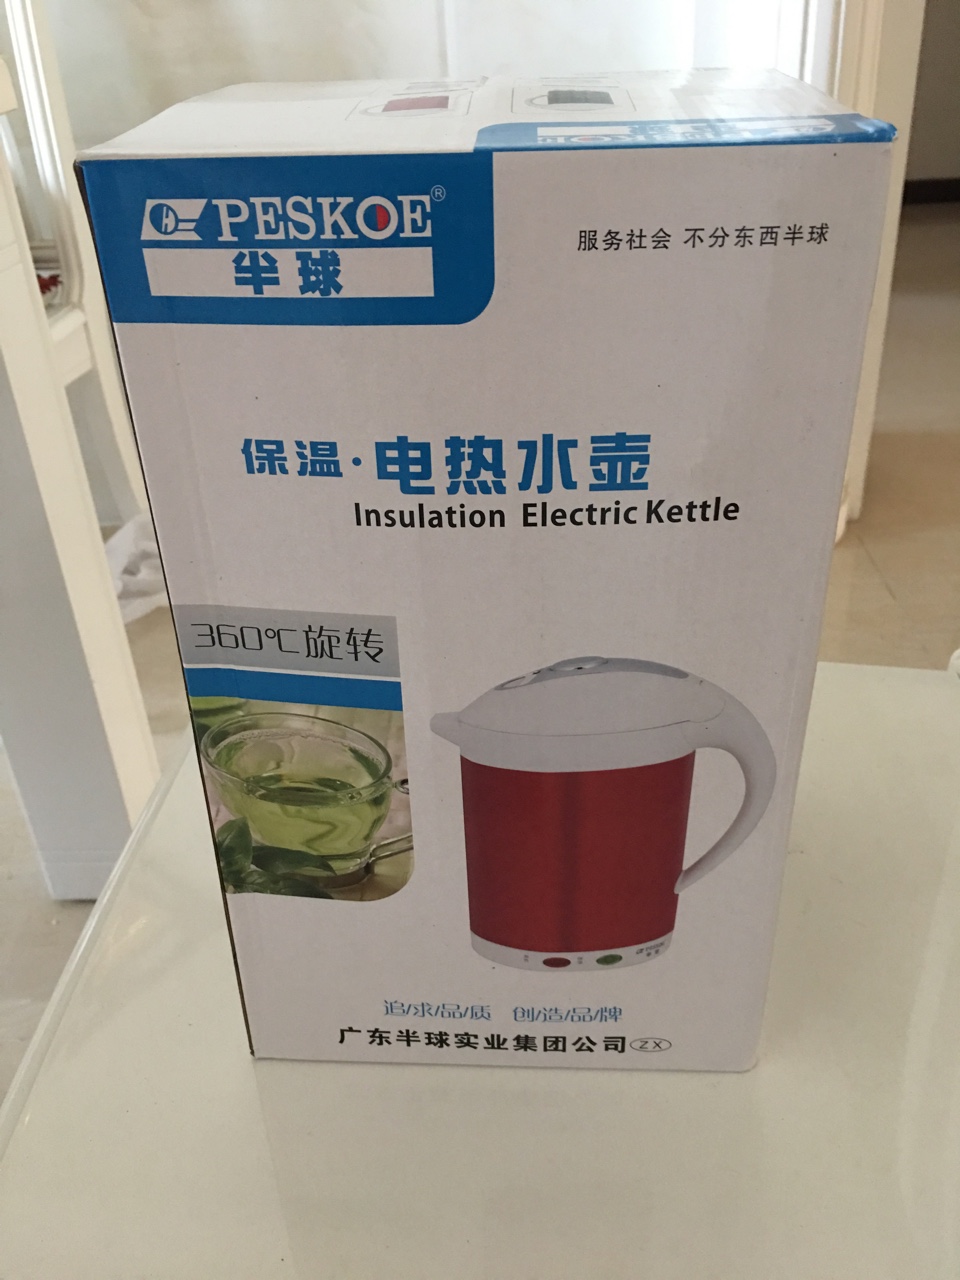 PESKOE®
半球
服务社会 不分东西半球
保温·电热水壶
Insulation Electric Kettle
360℃旋转
追/求/品/质 创/造/品/牌
广东半球实业集团公司 ZX